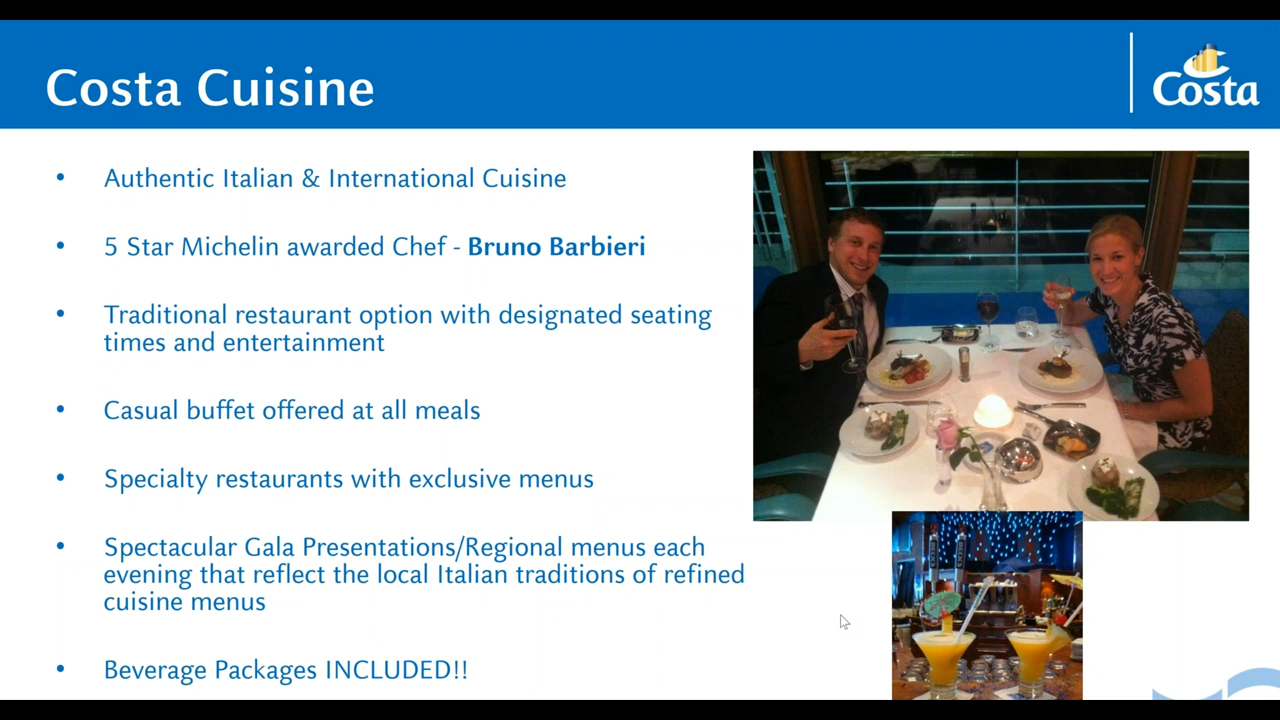 Costa Cuisine
Costa
• Authentic Italian & International Cuisine
• 5 Star Michelin awarded Chef - Bruno Barbieri
• Traditional restaurant option with designated seating
times and entertainment
• Casual buffet offered at all meals
• Specialty restaurants with exclusive menus
• Spectacular Gala Presentations/Regional menus each
evening that reflect the local Italian traditions of refined
cuisine menus
• Beverage Packages INCLUDED!!